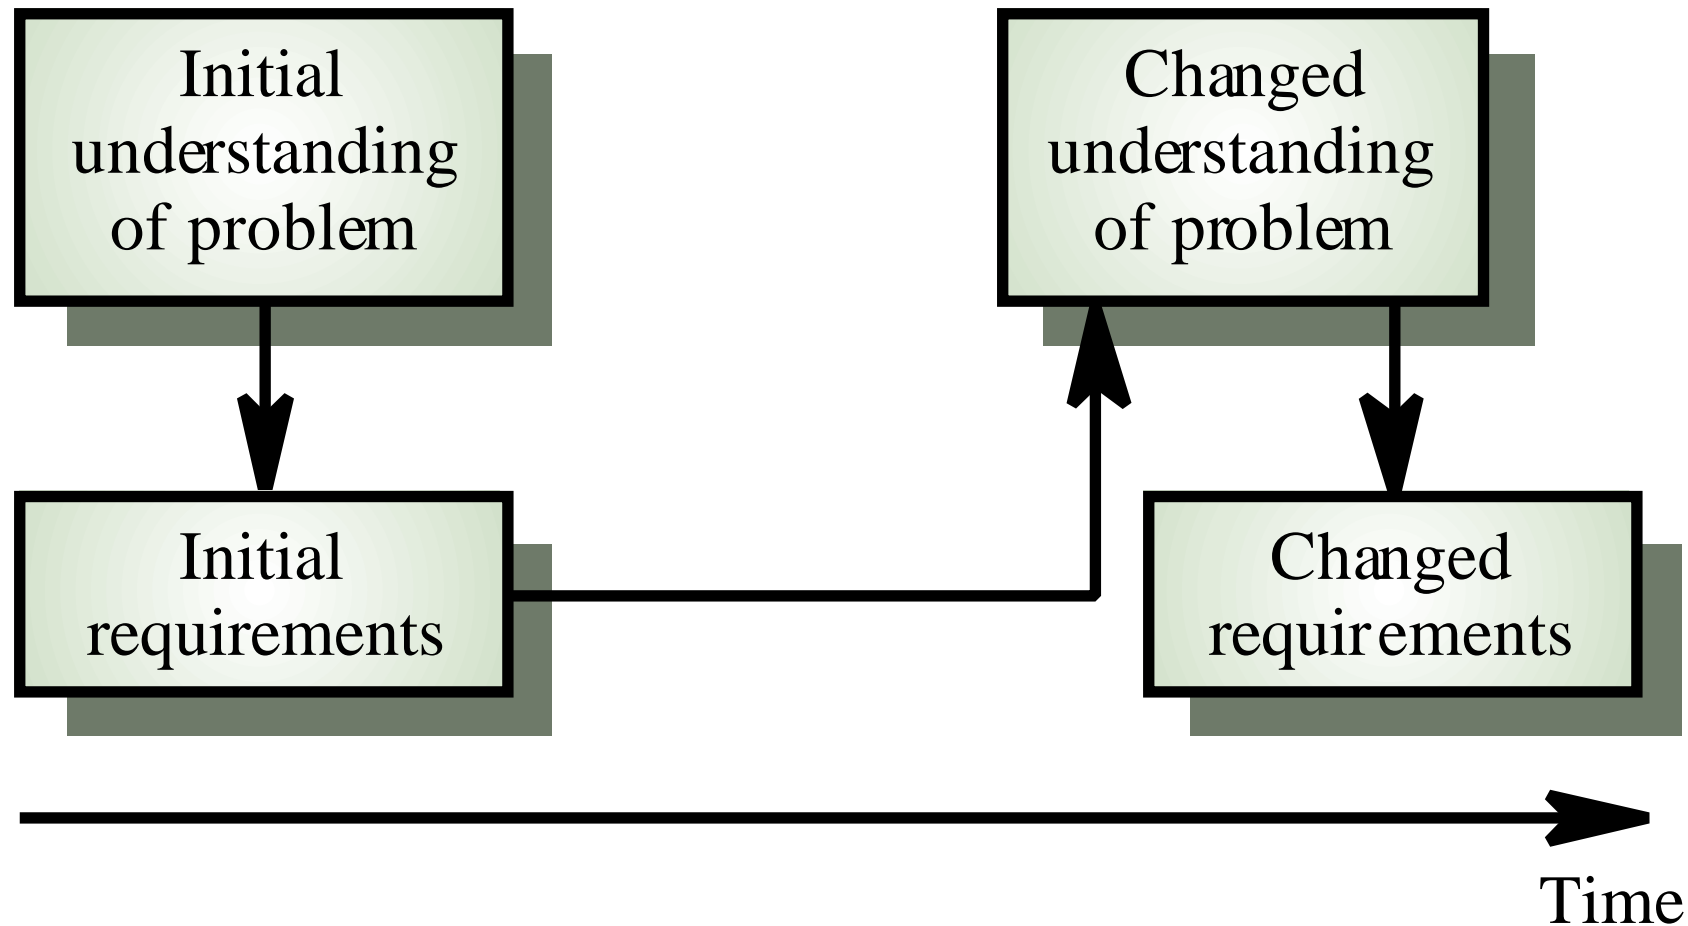 Initial
understanding
of problem
Changed
understanding
of problem
Initial
requirements
Changed
requirements
Time